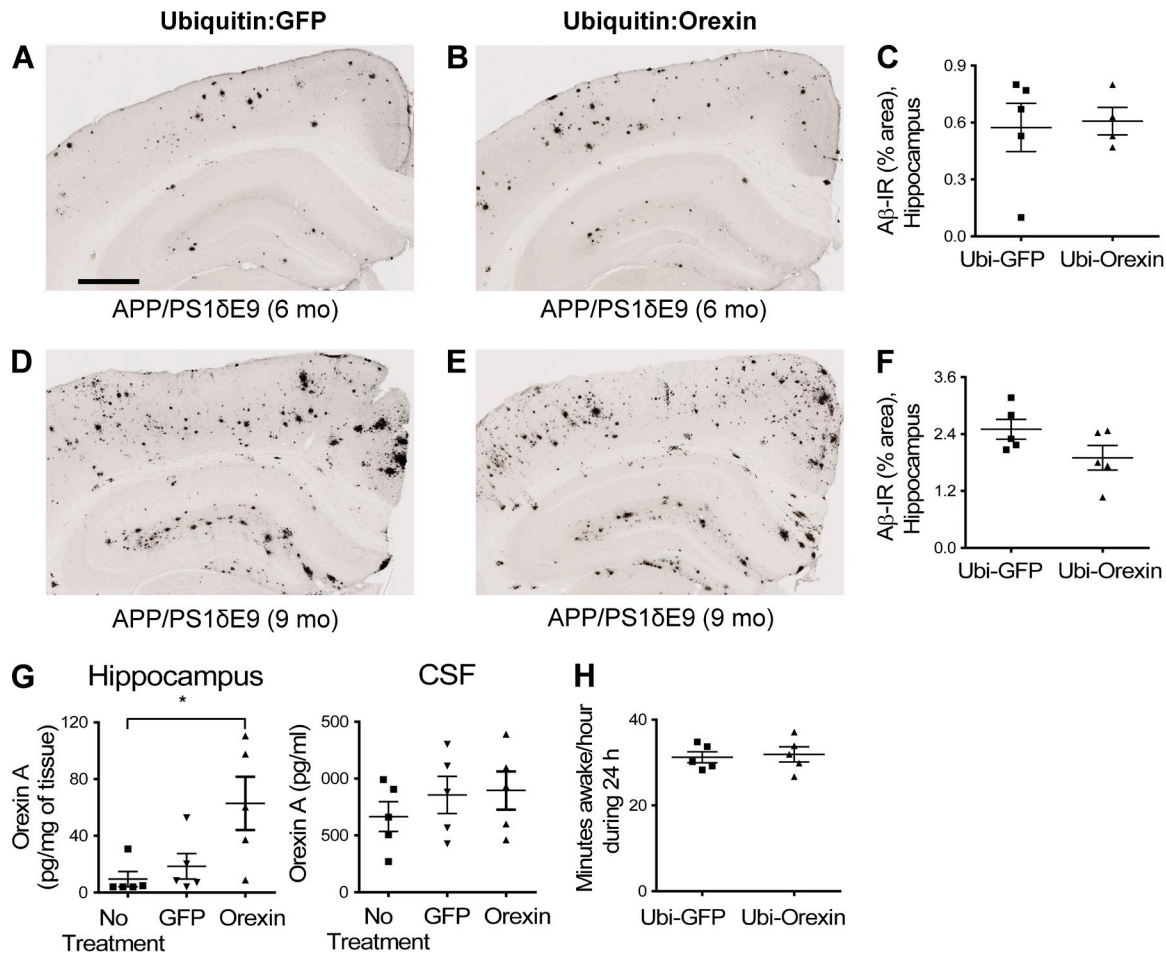 Ubiquitin:GFP
Ubiquitin:Orexin
A
B
C
APP/PS1δE9 (6 mo)
APP/PS1δE9 (6 mo)
Aβ-IR (% area),
Hippocampus
0.9
0.6
0.3
0.0
Ubi-GFP
Ubi-Orexin
D
E
F
APP/PS1δE9 (9 mo)
APP/PS1δE9 (9 mo)
Aβ-IR (% area),
Hippocampus
3.6
2.4
1.2
0.0
Ubi-GFP
Ubi-Orexin
G
Hippocampus
*
Orexin A
(pg/mg of tissue)
120
80
40
0
No
Treatment
GFP
Orexin
CSF
Orexin A (pg/ml)
500
000
500
0
No
Treatment
GFP
Orexin
H
Minutes awake/hour
during 24 h
40
20
0
Ubi-GFP
Ubi-Orexin